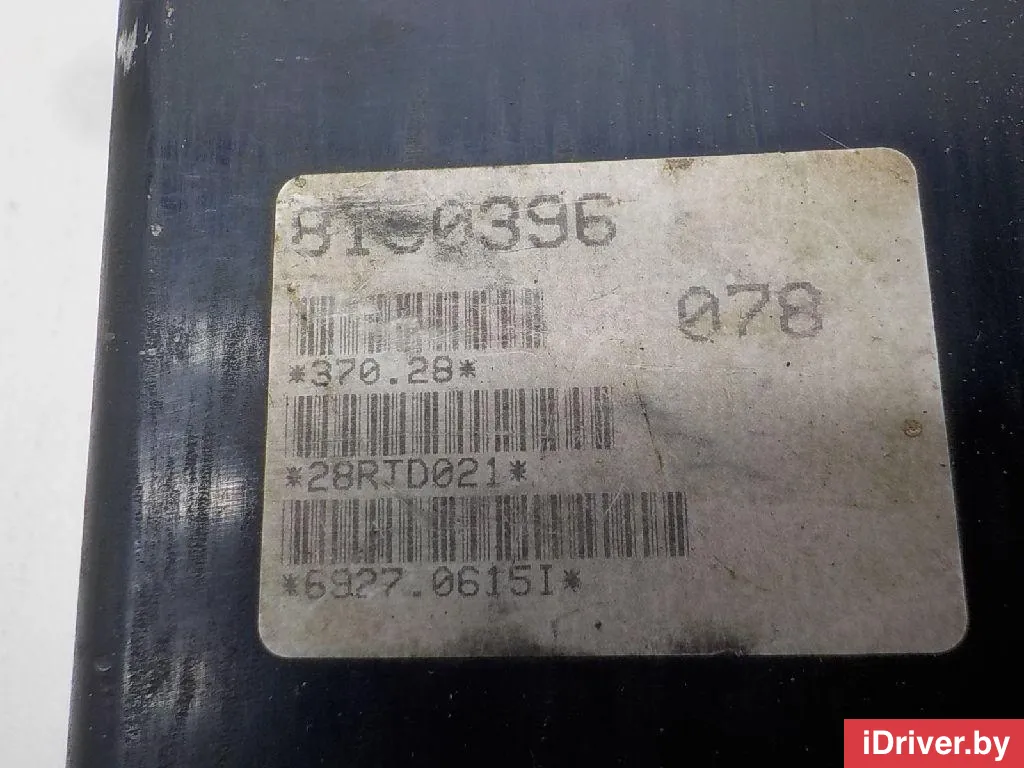 078
*370.28*
*28RTD021*
*6927.0615I*
iDriver.by